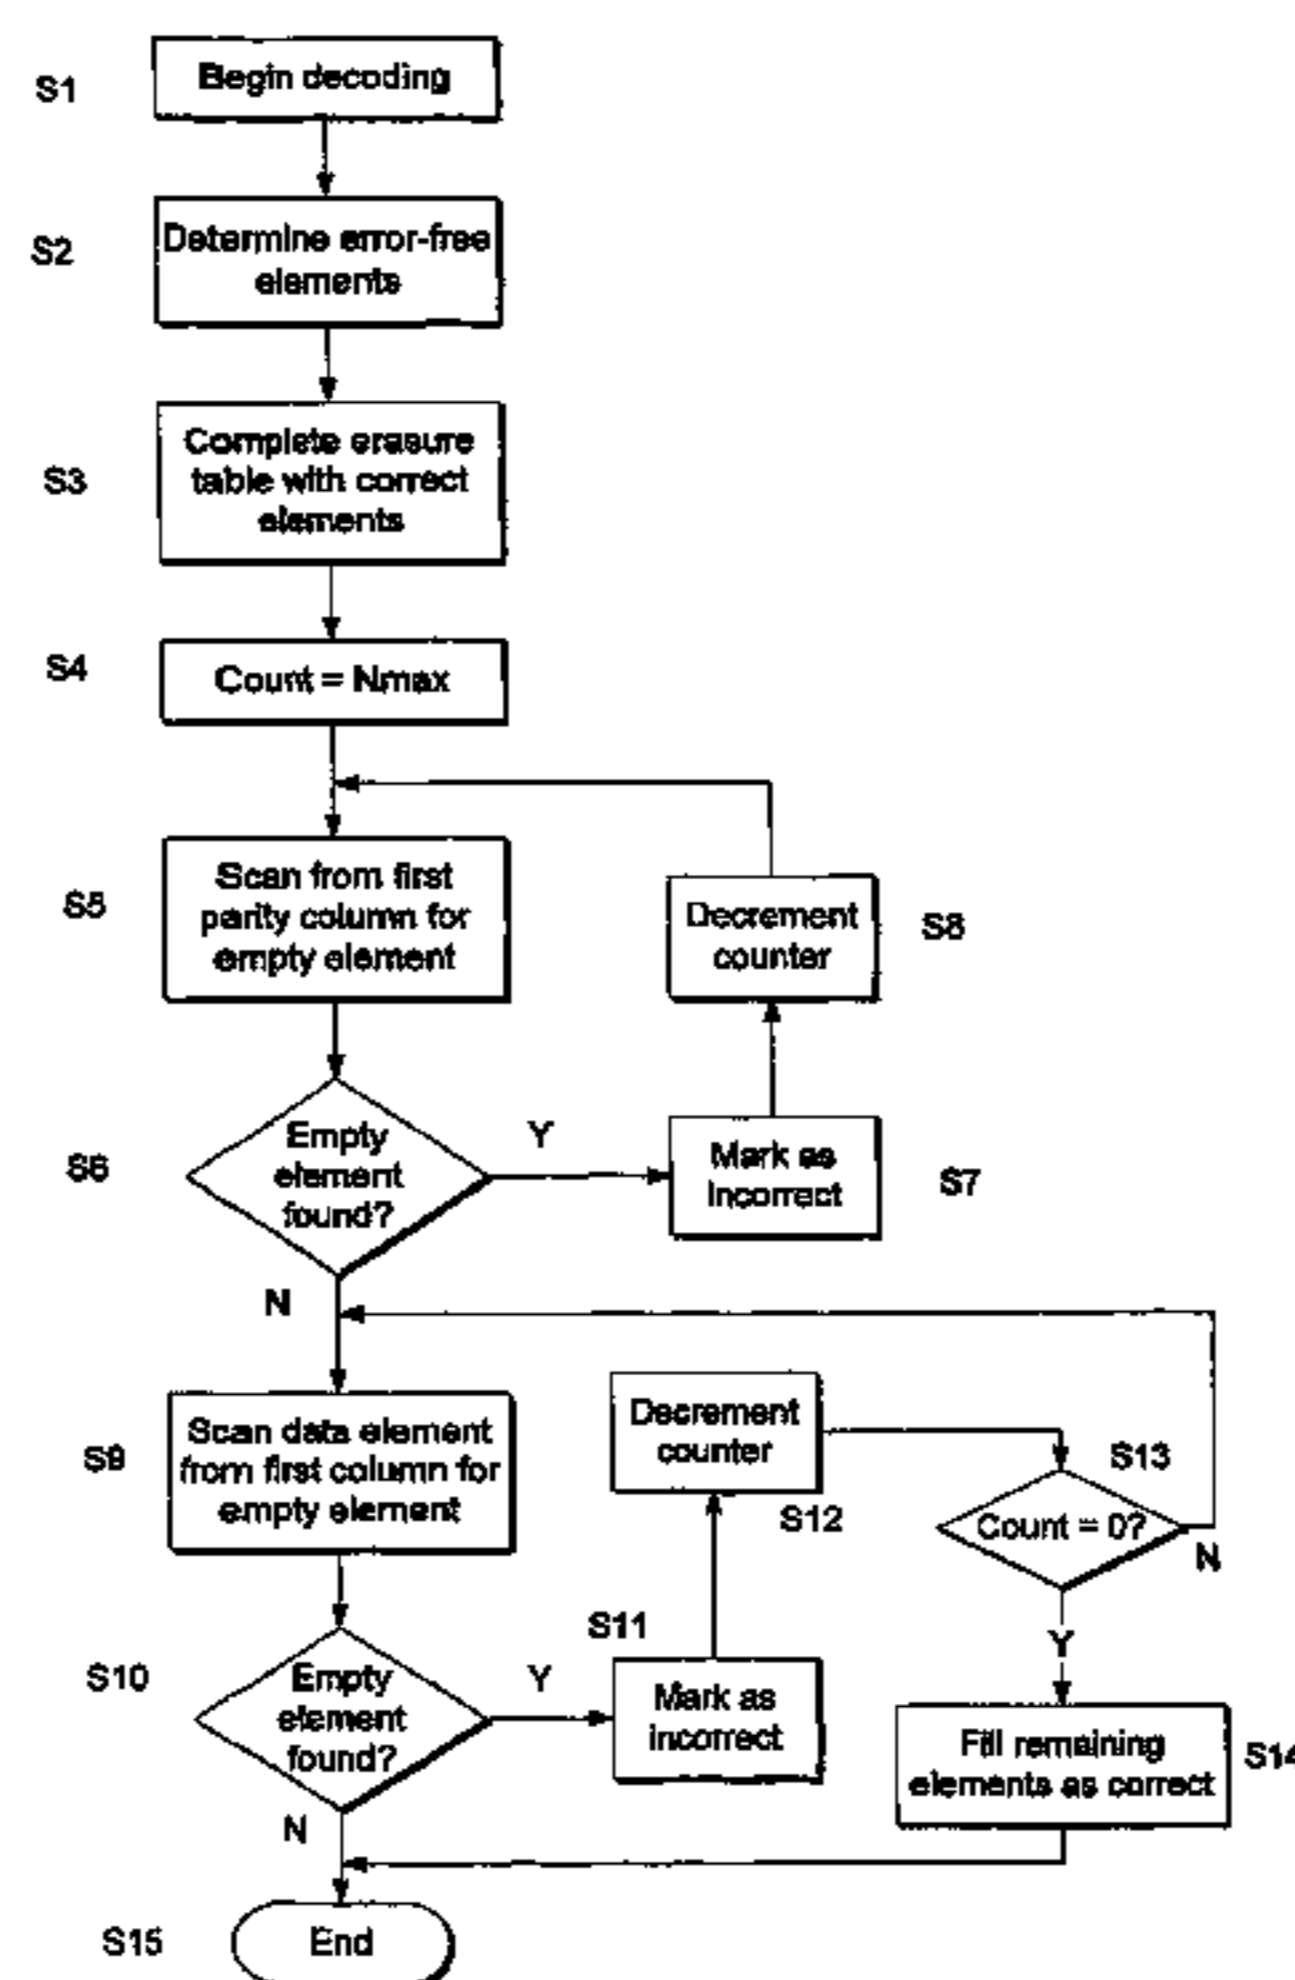 S1
Begin decoding
S2
Determine error-free
elements
S3
Complete erasure
table with correct
elements
S4
Count = Nmax
S5
Scan from first
parity column for
empty element
Decrement
counter
S8
S6
Empty
element
found?
Y
Mark as
incorrect
S7
N
S9
Scan data element
from first column for
empty element
Decrement
counter
S12
S13
Count = 0?
N
S10
Empty
element
found?
Y
S11
Mark as
incorrect
Y
Fill remaining
elements as correct
S14
N
S15
End